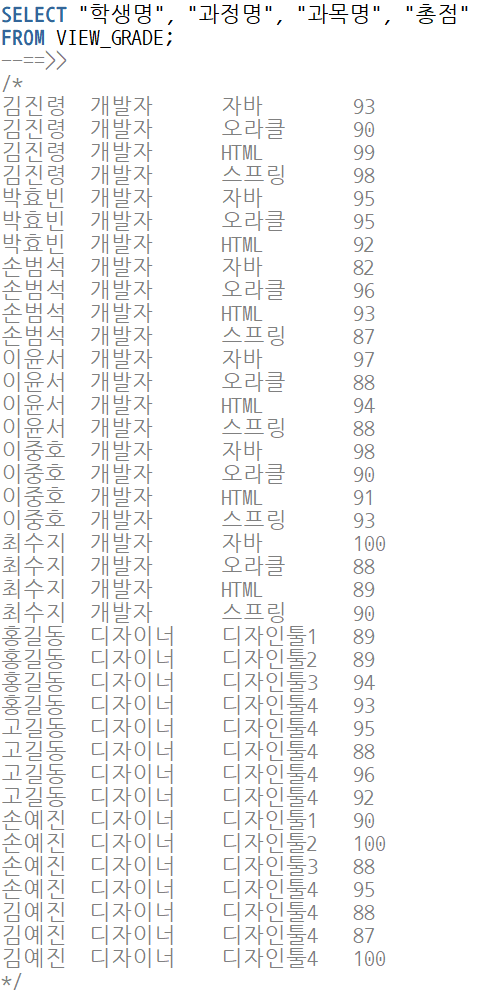 SELECT "학생명", "과정명", "과목명", "총점"
FROM VIEW_GRADE;
--==>>
/*
김진령 개발자 자바 93
김진령 개발자 오라클 90
김진령 개발자 HTML 99
김진령 개발자 스프링 98
박효빈 개발자 자바 95
박효빈 개발자 오라클 95
박효빈 개발자 HTML 92
손범석 개발자 자바 82
손범석 개발자 오라클 96
손범석 개발자 HTML 93
손범석 개발자 스프링 87
이윤서 개발자 자바 97
이윤서 개발자 오라클 88
이윤서 개발자 HTML 94
이윤서 개발자 스프링 88
이중호 개발자 자바 98
이중호 개발자 오라클 90
이중호 개발자 HTML 91
이중호 개발자 스프링 93
최수지 개발자 자바 100
최수지 개발자 오라클 88
최수지 개발자 HTML 89
최수지 개발자 스프링 90
홍길동 디자이너 디자인툴1 89
홍길동 디자이너 디자인툴2 89
홍길동 디자이너 디자인툴3 94
홍길동 디자이너 디자인툴4 93
고길동 디자이너 디자인툴4 95
고길동 디자이너 디자인툴4 88
고길동 디자이너 디자인툴4 96
고길동 디자이너 디자인툴4 92
손예진 디자이너 디자인툴1 90
손예진 디자이너 디자인툴2 100
손예진 디자이너 디자인툴3 88
손예진 디자이너 디자인툴4 95
김예진 디자이너 디자인툴4 88
김예진 디자이너 디자인툴4 87
김예진 디자이너 디자인툴4 100
*/